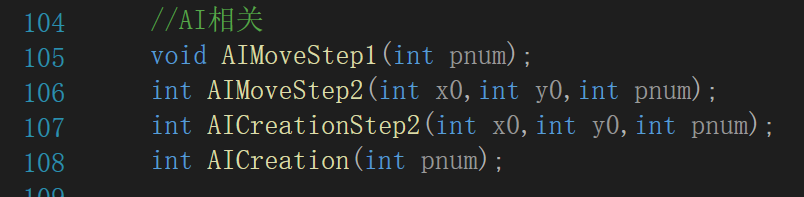 104 //AI相关
105 void AIMoveStep1(int pnum);
106 int AIMoveStep2(int x0,int y0,int pnum);
107 int AICreationStep2(int x0,int y0,int pnum);
108 int AICreation(int pnum);
109